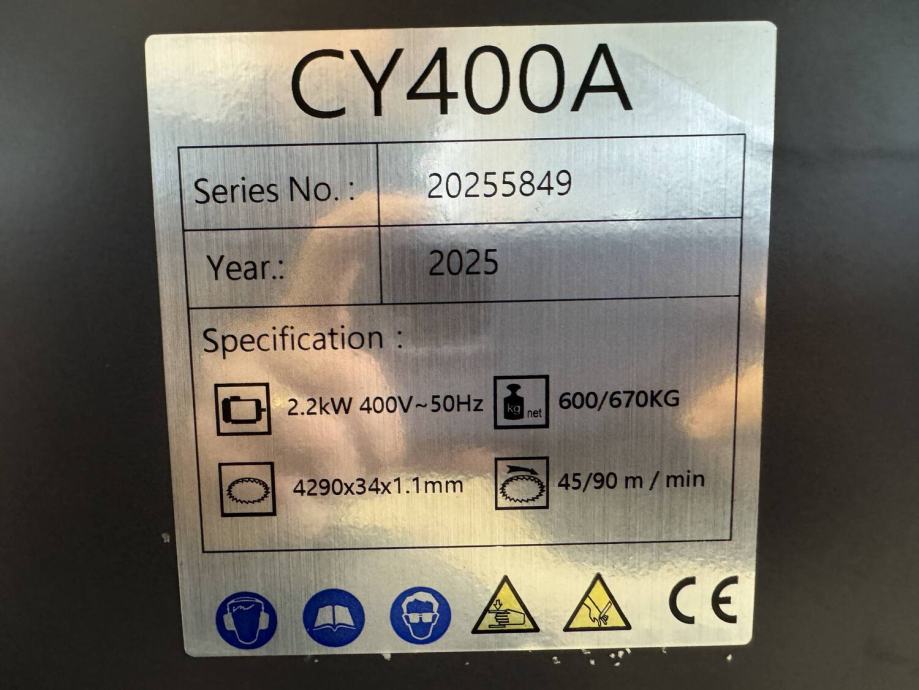 CY400A
Series No. : 20255849
Year.: 2025
Specification :
2.2kW 400V~50Hz kg net 600/670KG
4290x34x1.1mm 45/90 m / min
CE